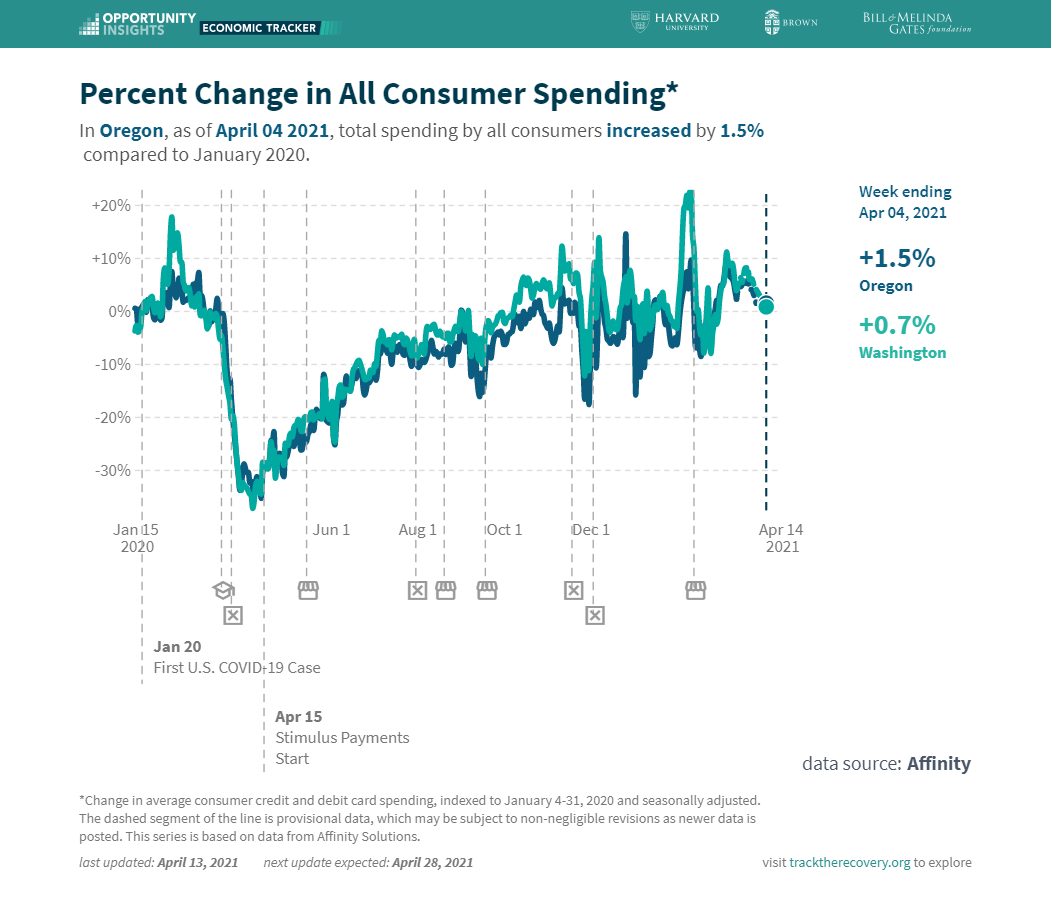 OPPORTUNITY
INSIGHTS
ECONOMIC TRACKER
HARVARD
UNIVERSITY
BROWN
BILL & MELINDA
GATES foundation
Percent Change in All Consumer Spending*
In Oregon, as of April 04 2021, total spending by all consumers increased by 1.5%
compared to January 2020.
+20%
+10%
0%
-10%
-20%
-30%
Week ending
Apr 04, 2021
+1.5%
Oregon
+0.7%
Washington
Jan 15
2020
Jun 1
Aug 1
Oct 1
Dec 1
Apr 14
2021
Jan 20
First U.S. COVID-19 Case
Apr 15
Stimulus Payments
Start
data source: Affinity
*Change in average consumer credit and debit card spending, indexed to January 4-31, 2020 and seasonally adjusted.
The dashed segment of the line is provisional data, which may be subject to non-negligible revisions as newer data is
posted. This series is based on data from Affinity Solutions.
last updated: April 13, 2021 next update expected: April 28, 2021
visit tracktherecovery.org to explore